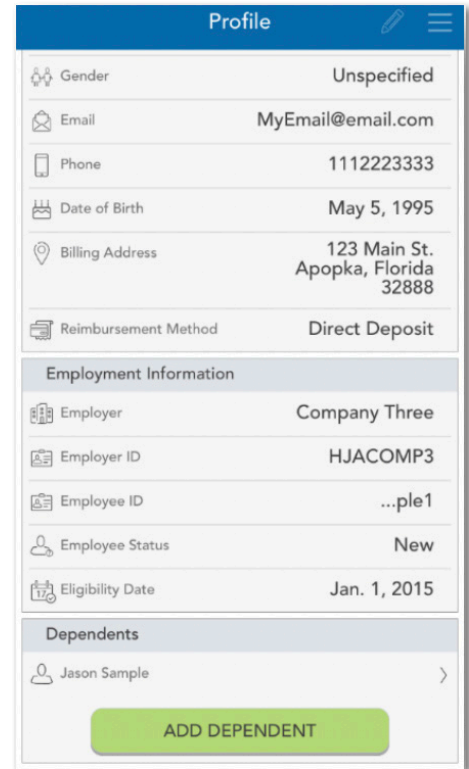 Profile
Gender Unspecified
Email MyEmail@email.com
Phone 1112223333
Date of Birth May 5, 1995
Billing Address 123 Main St.
Apopka, Florida
32888
Reimbursement Method Direct Deposit
Employment Information
Employer Company Three
Employer ID HJACOMP3
Employee ID ...ple1
Employee Status New
17 Eligibility Date Jan. 1, 2015
Dependents
Jason Sample
ADD DEPENDENT